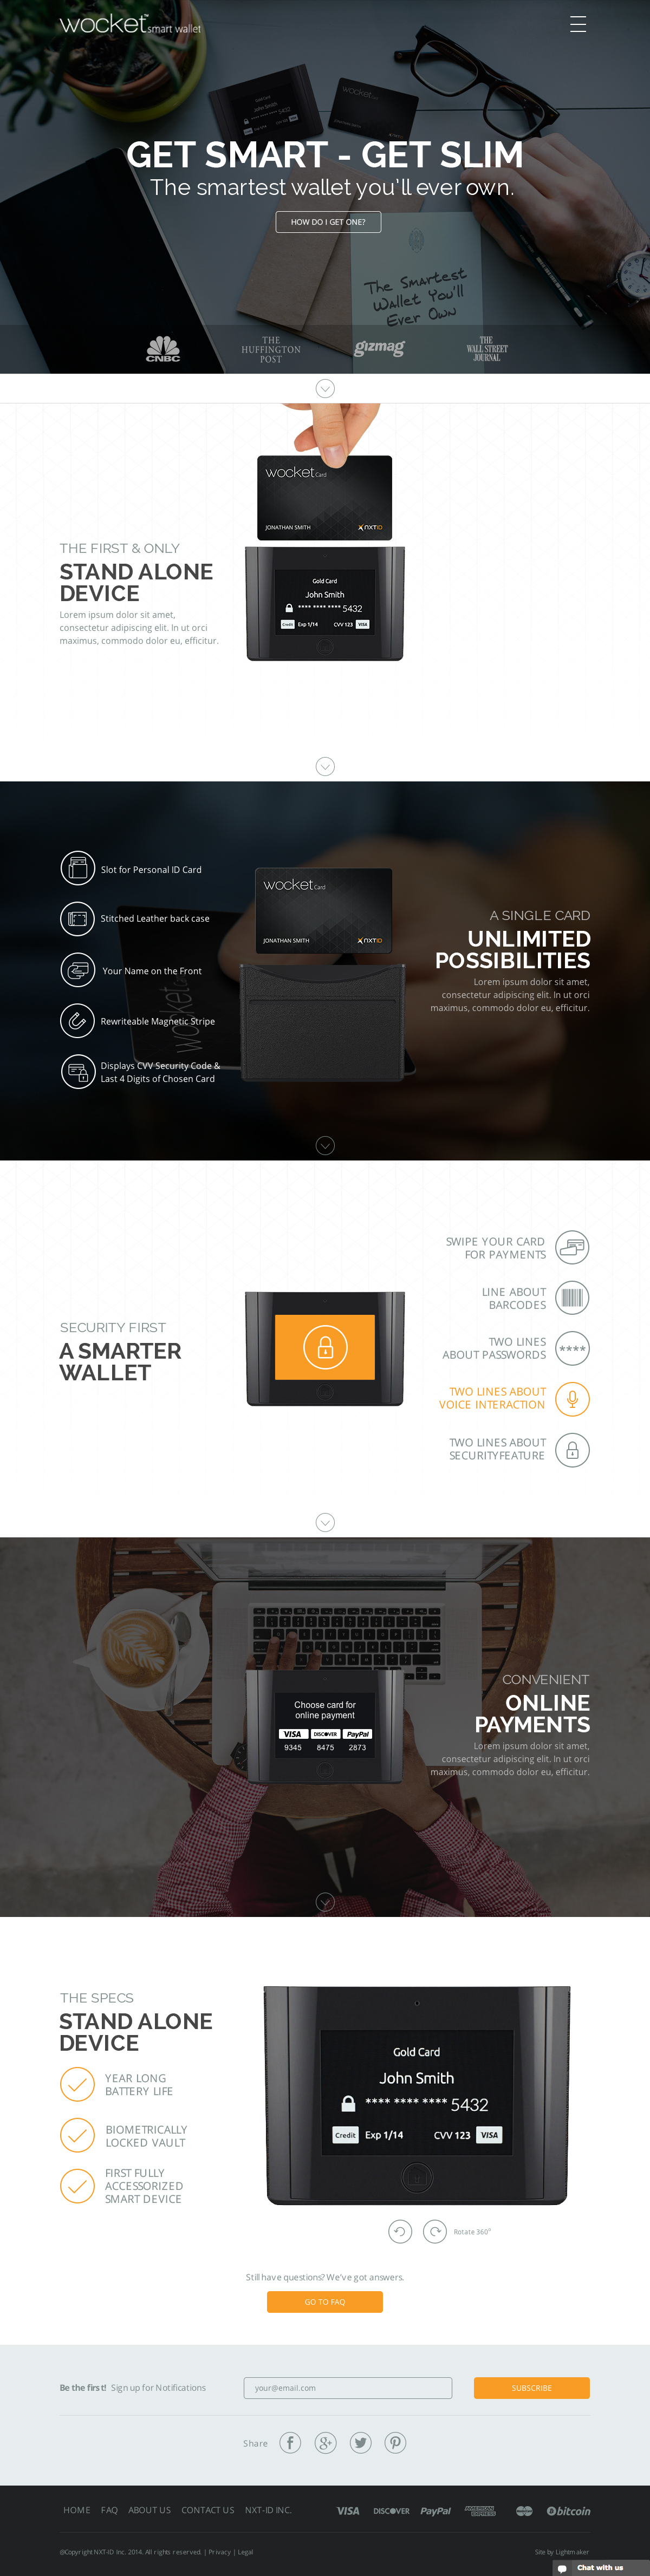 wocket™ smart wallet
GET SMART - GET SLIM
The smartest wallet you'll ever own.
HOW DO I GET ONE?
The Smartest
Wallet You'll
Ever Own
CNBC
THE
HUFFINGTON
POST
gizmag
THE
WALL STREET
JOURNAL
wocket Card
JONATHAN SMITH
NXTID
THE FIRST & ONLY
STAND ALONE
DEVICE
Lorem ipsum dolor sit amet,
consectetur adipiscing elit. In ut orci
maximus, commodo dolor eu, efficitur.
Gold Card
John Smith
**** **** **** 5432
Credit Exp 1/14 CVV 123 VISA
Slot for Personal ID Card
Stitched Leather back case
Your Name on the Front
Rewriteable Magnetic Stripe
Displays CVV Security Code &
Last 4 Digits of Chosen Card
wocket
wocket Card
JONATHAN SMITH
NXTID
A SINGLE CARD
UNLIMITED
POSSIBILITIES
Lorem ipsum dolor sit amet,
consectetur adipiscing elit. In ut orci
maximus, commodo dolor eu, efficitur.
SECURITY FIRST
A SMARTER
WALLET
SWIPE YOUR CARD
FOR PAYMENTS
LINE ABOUT
BARCODES
TWO LINES
ABOUT PASSWORDS
****
TWO LINES ABOUT
VOICE INTERACTION
TWO LINES ABOUT
SECURITYFEATURE
Choose card for
online payment
VISA DISCOVER PayPal
9345 8475 2873
CONVENIENT
ONLINE
PAYMENTS
Lorem ipsum dolor sit amet,
consectetur adipiscing elit. In ut orci
maximus, commodo dolor eu, efficitur.
THE SPECS
STAND ALONE
DEVICE
YEAR LONG
BATTERY LIFE
BIOMETRICALLY
LOCKED VAULT
FIRST FULLY
ACCESSORIZED
SMART DEVICE
Gold Card
John Smith
**** **** **** 5432
Credit Exp 1/14 CVV 123 VISA
Rotate 360°
Still have questions? We've got answers.
GO TO FAQ
Be the first! Sign up for Notifications
your@email.com
SUBSCRIBE
Share
HOME FAQ ABOUT US CONTACT US NXT-ID INC.
VISA DISCOVER PayPal AMERICAN EXPRESS MasterCard bitcoin
@Copyright NXT-ID Inc. 2014. All rights reserved. | Privacy | Legal
Site by Lightmaker
Chat with us